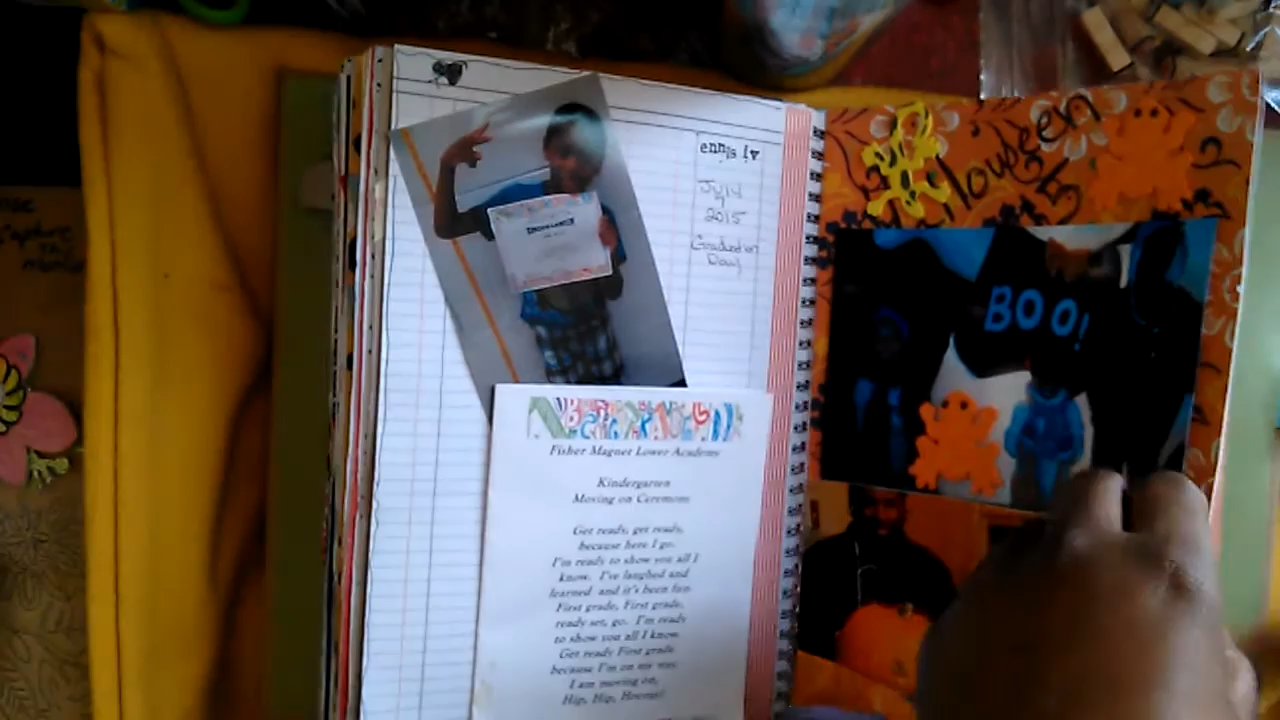 ennis iv
July
2015
Graduation
Day
Fisher Magnet Lower Academy
Kindergarten
Moving on Ceremony
Get ready, get ready,
because here I go.
I'm ready to show you all I
know. I've laughed and
learned and it's been fun.
First grade, First grade,
ready set, go. I'm ready
to show you all I know.
Get ready First grade
because I'm on my way.
I am moving on,
Hip, Hip, Hooray!
BOO!